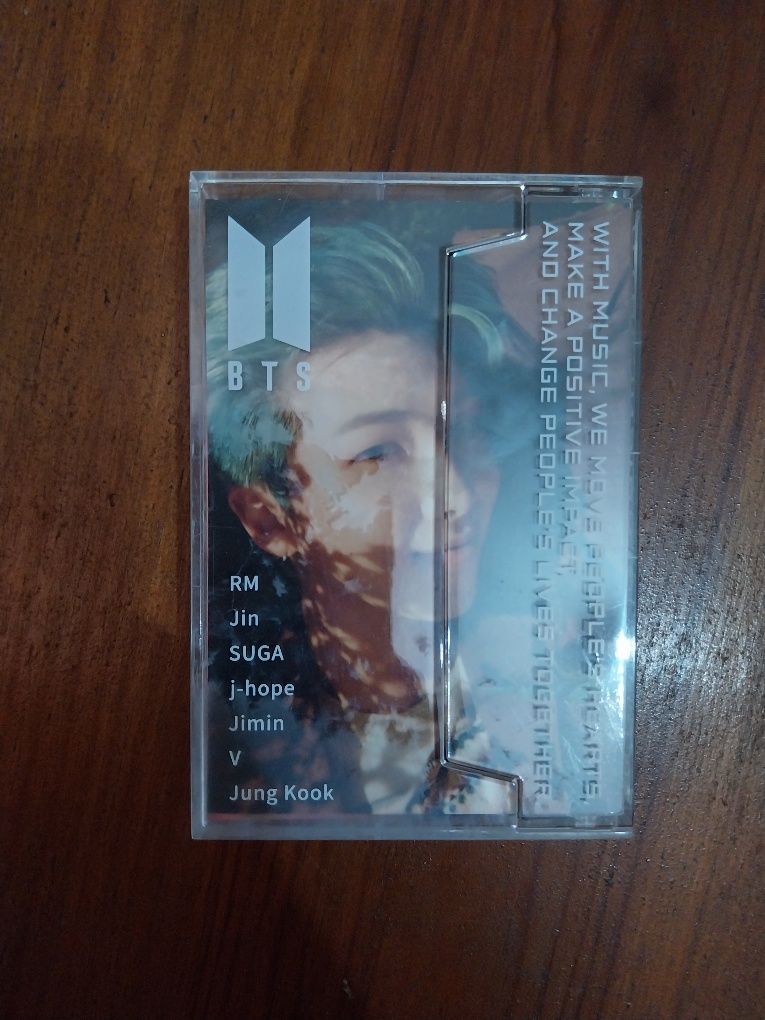 BTS
RM
Jin
SUGA
j-hope
Jimin
V
Jung Kook
WITH MUSIC, WE MOVE PEOPLE'S HEARTS,
MAKE A POSITIVE IMPACT,
AND CHANGE PEOPLE'S LIVES TOGETHER.